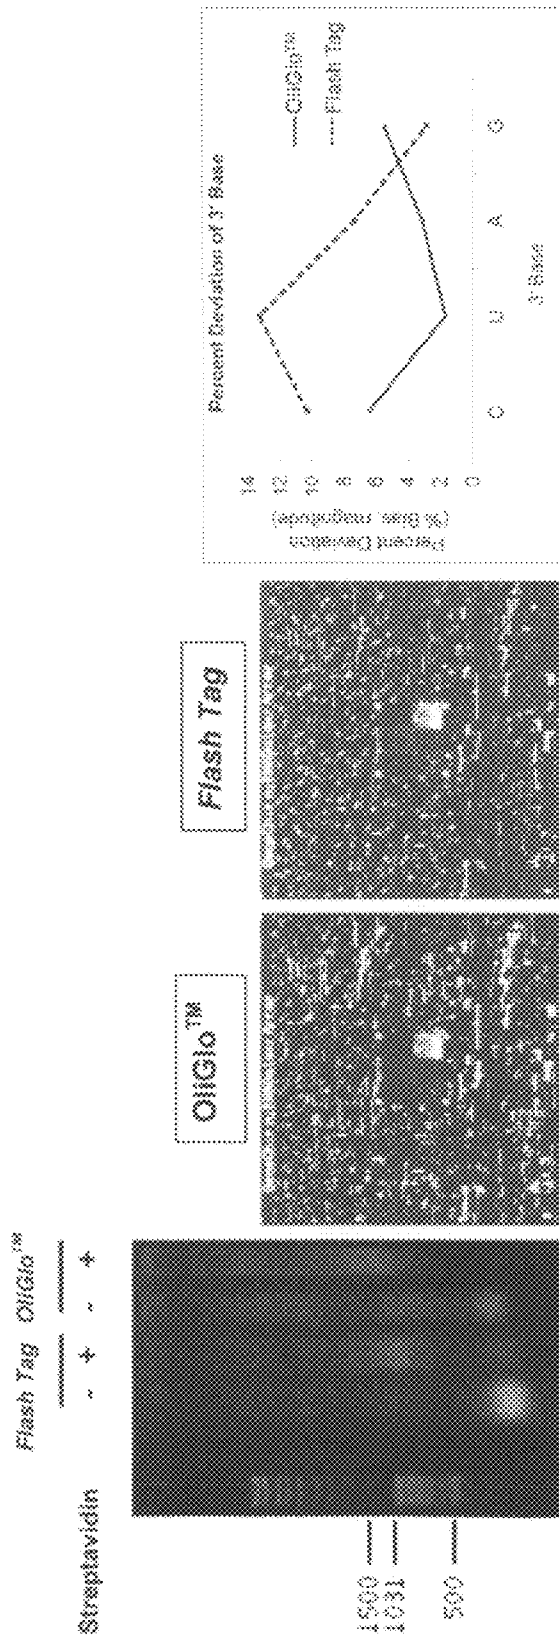 Flash Tag OliGlo™
Streptavidin - + - +
1500
1031
500
OliGlo™
Flash Tag
Percent Deviation of 3' Base
OliGlo™
Flash Tag
Percent Deviation
(% Bias magnitude)
14
12
10
8
6
4
2
0
C U A G
3' Base